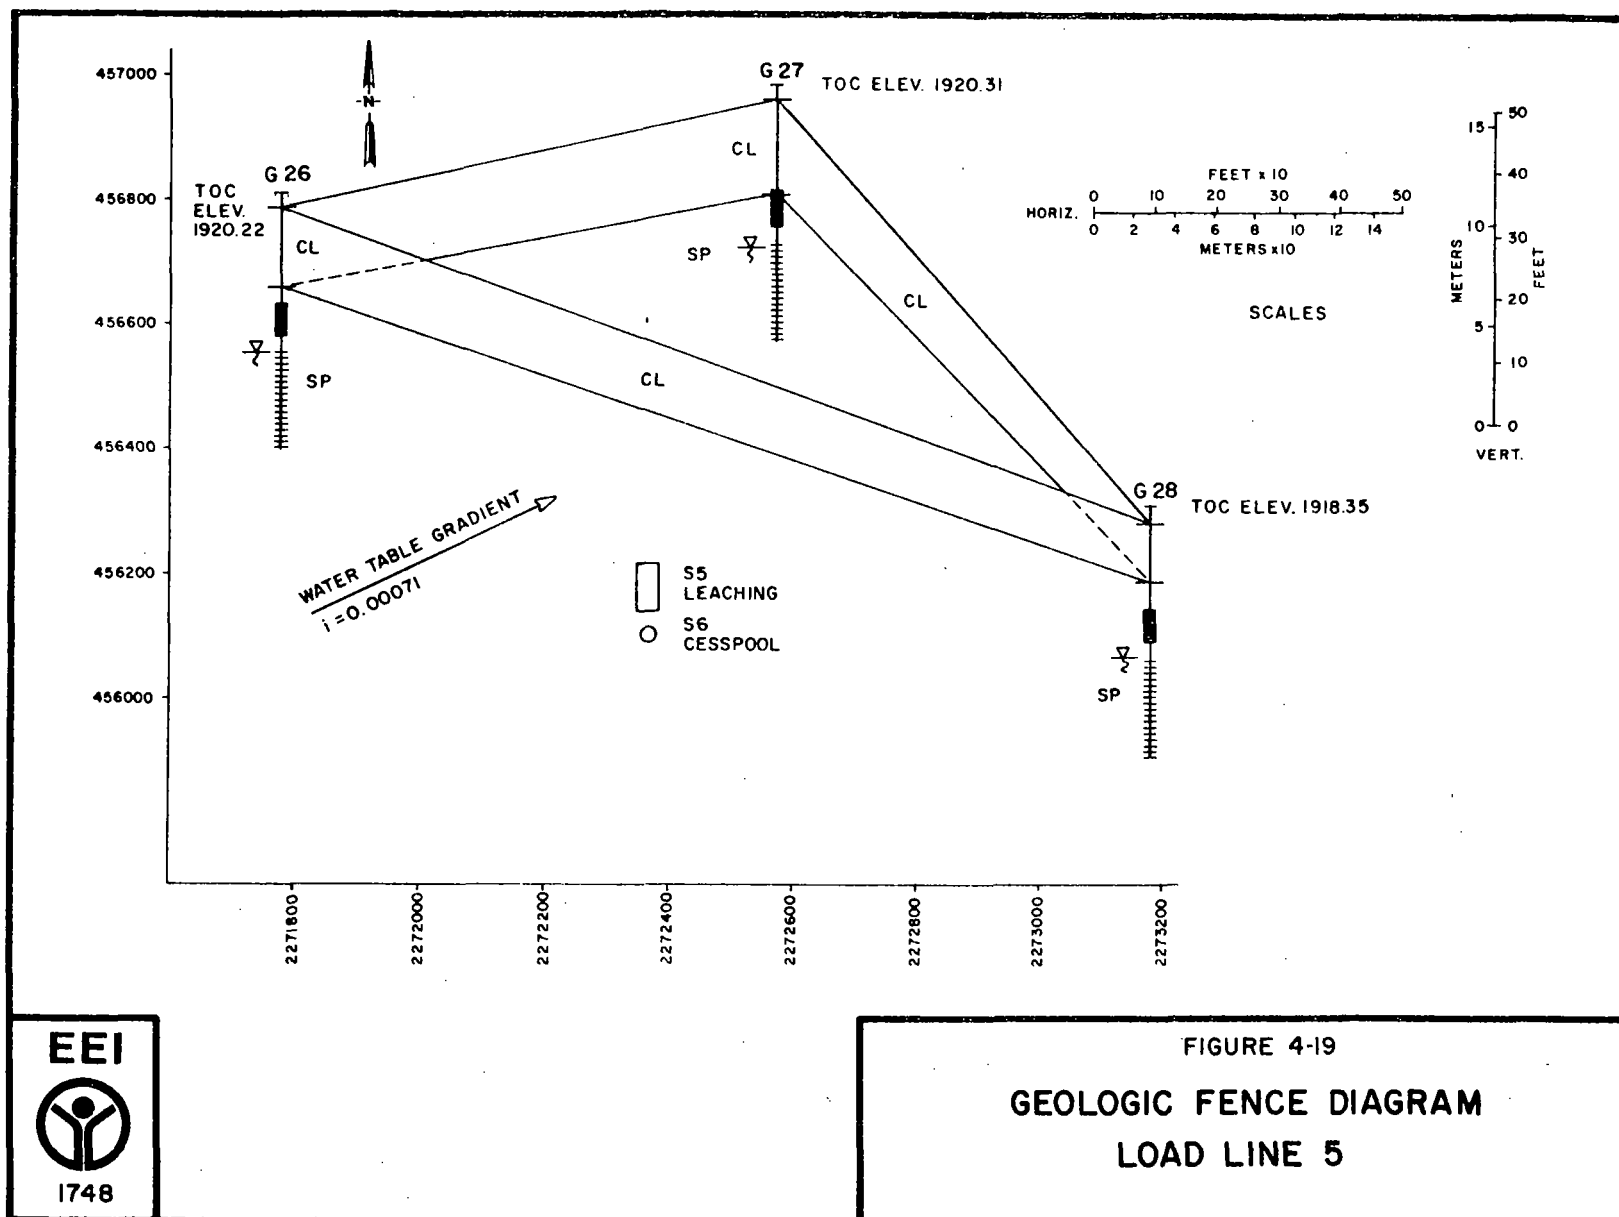 457000
456800
456600
456400
456200
456000
N
G 26
TOC
ELEV.
1920.22
CL
SP
G 27
TOC ELEV. 1920.31
CL
SP
CL
CL
G 28
TOC ELEV. 1918.35
SP
WATER TABLE GRADIENT
i = 0.00071
S5
LEACHING
S6
CESSPOOL
FEET x 10
0 10 20 30 40 50
HORIZ.
0 2 4 6 8 10 12 14
METERS x10
SCALES
15 50
40
10 30
20
5
10
0 0
METERS
FEET
VERT.
2271800
2272000
2272200
2272400
2272600
2272800
2273000
2273200
EEI
1748
FIGURE 4-19
GEOLOGIC FENCE DIAGRAM
LOAD LINE 5